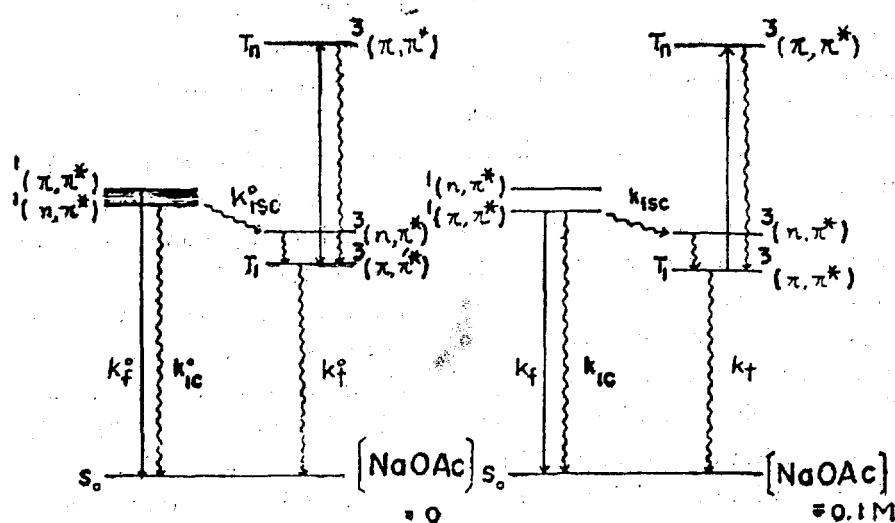 Tn ³(π,π*)
¹(π,π*)
¹(n,π*)
k°ISC
³(n,π*)
T₁ ³(π,π*)
k°f
k°IC
k°t
S₀
[NaOAc]
= 0
Tn ³(π,π*)
¹(n,π*)
¹(π,π*)
kISC
³(n,π*)
T₁ ³(π,π*)
kf
kIC
kt
S₀
[NaOAc]
= 0.1M